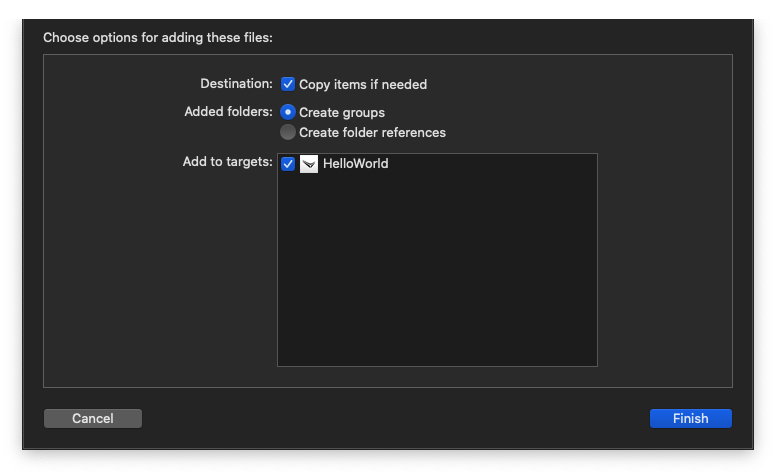 Choose options for adding these files:
Destination: Copy items if needed
Added folders: Create groups
Create folder references
Add to targets: HelloWorld
Cancel Finish